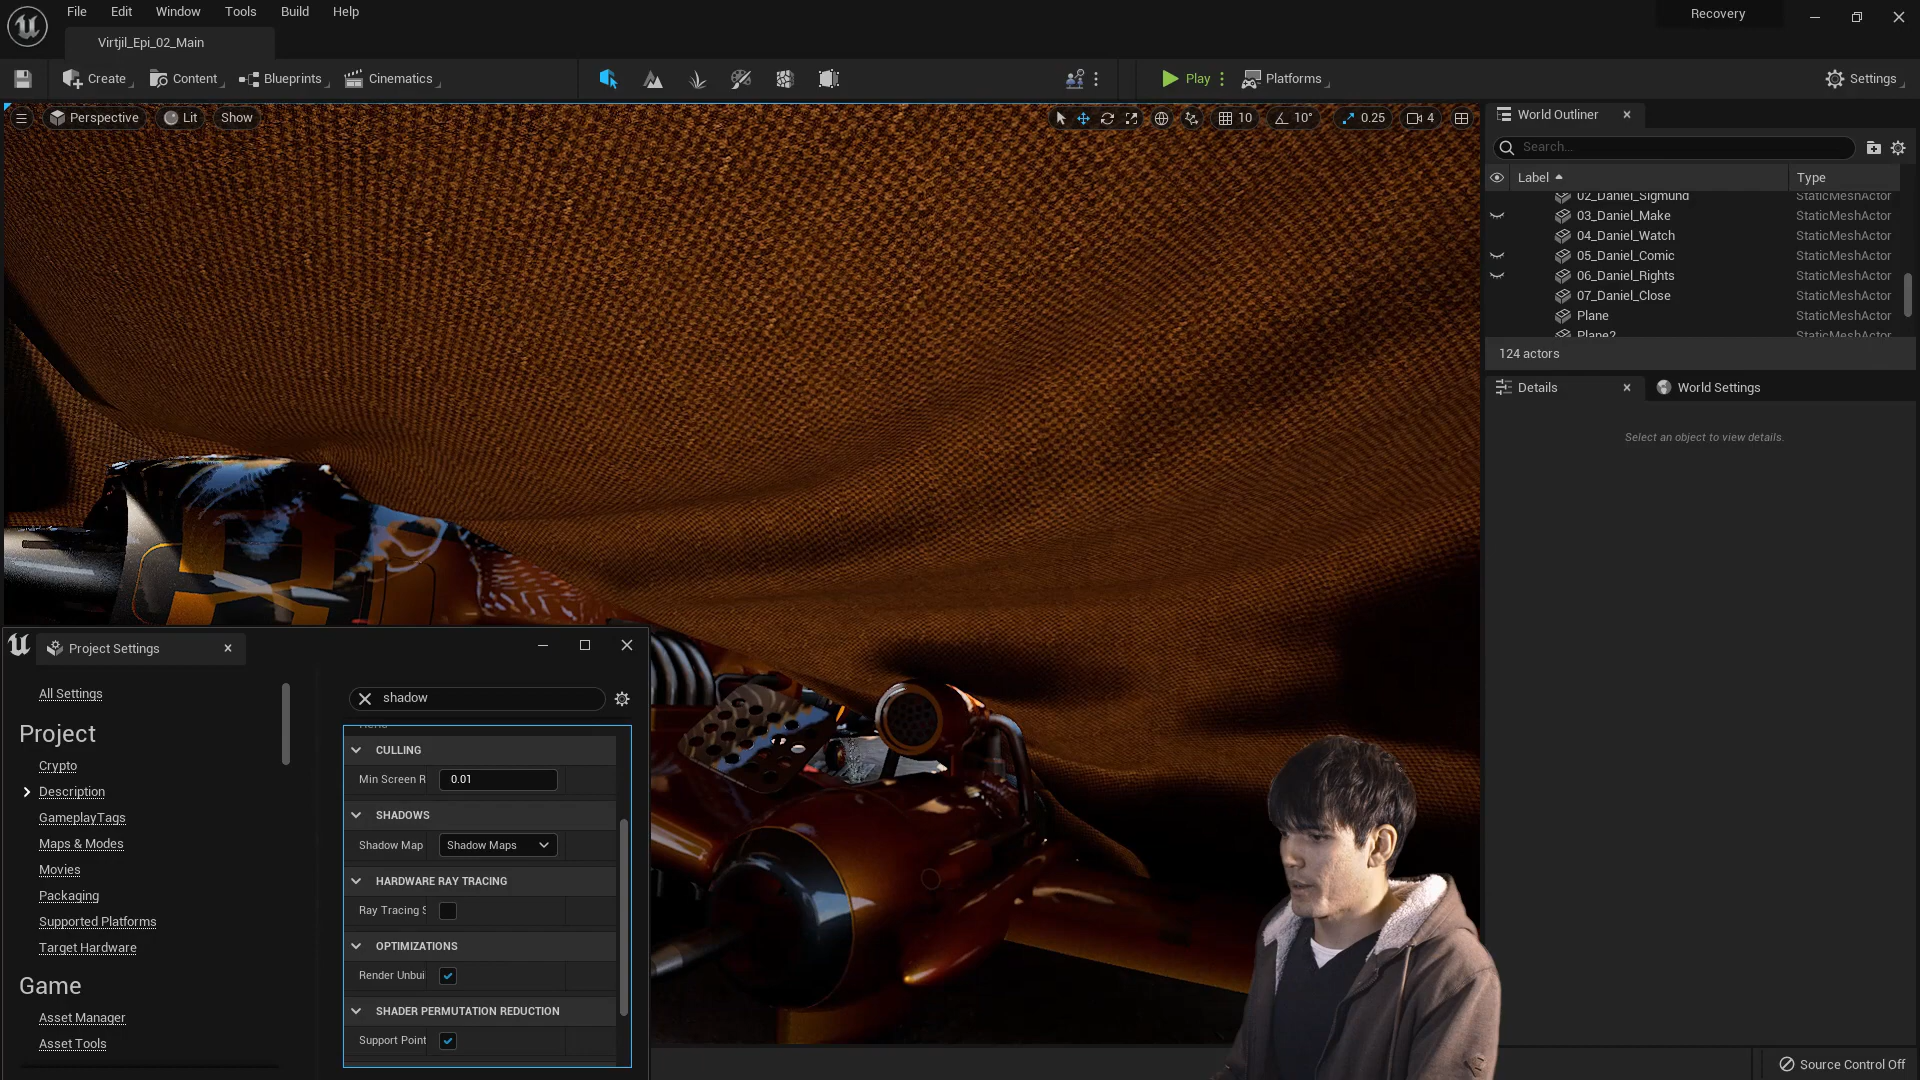 File Edit Window Tools Build Help
Recovery
Virtjil_Epi_02_Main
Create Content Blueprints Cinematics Play Platforms Settings
Perspective Lit Show 10 10° 0.25 4
World Outliner
Search...
Label Type
02_Daniel_Sigmund StaticMeshActor
03_Daniel_Make StaticMeshActor
04_Daniel_Watch StaticMeshActor
05_Daniel_Comic StaticMeshActor
06_Daniel_Rights StaticMeshActor
07_Daniel_Close StaticMeshActor
Plane StaticMeshActor
Plane2 StaticMeshActor
124 actors
Details World Settings
Select an object to view details.
Project Settings
All Settings
Project
Crypto
Description
GameplayTags
Maps & Modes
Movies
Packaging
Supported Platforms
Target Hardware
Game
Asset Manager
Asset Tools
shadow
CULLING
Min Screen R 0.01
SHADOWS
Shadow Map Shadow Maps
HARDWARE RAY TRACING
Ray Tracing S
OPTIMIZATIONS
Render Unbui
SHADER PERMUTATION REDUCTION
Support Point
Source Control Off